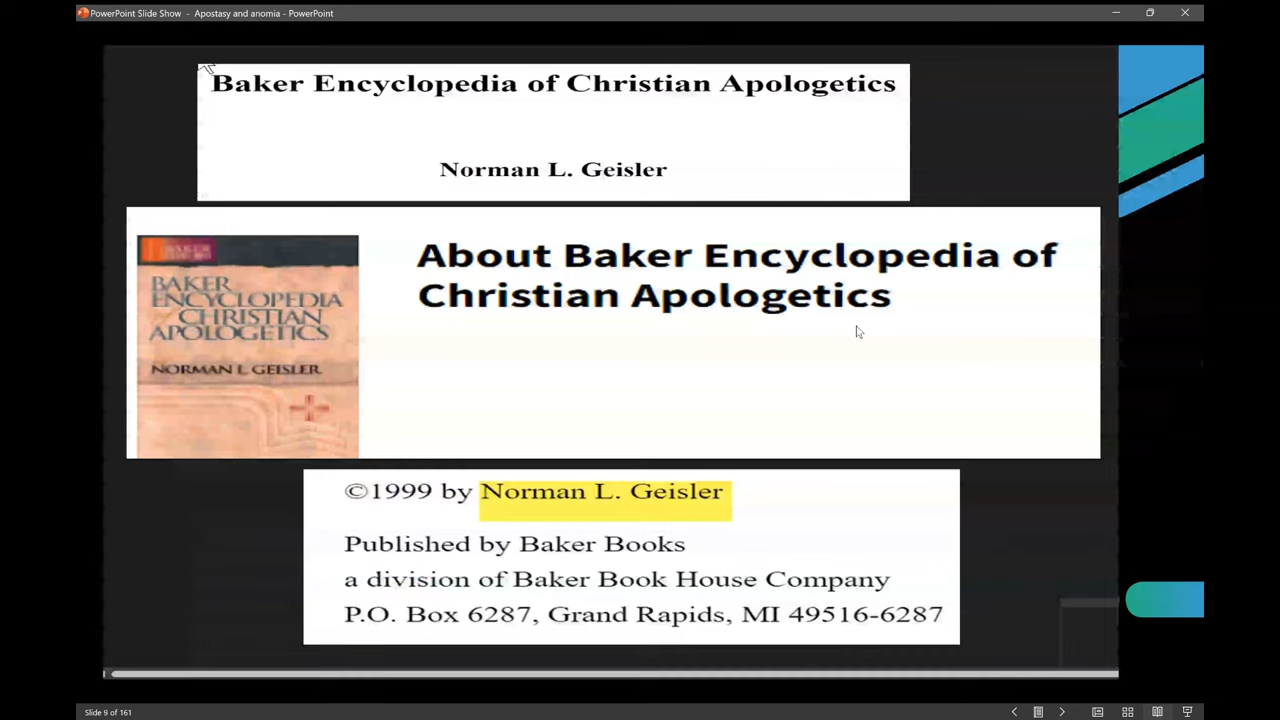 PowerPoint Slide Show - Apostasy and anomia - PowerPoint
Baker Encyclopedia of Christian Apologetics
Norman L. Geisler
BAKER
ENCYCLOPEDIA
OF CHRISTIAN
APOLOGETICS
NORMAN L. GEISLER
About Baker Encyclopedia of
Christian Apologetics
©1999 by Norman L. Geisler
Published by Baker Books
a division of Baker Book House Company
P.O. Box 6287, Grand Rapids, MI 49516-6287
Slide 9 of 161